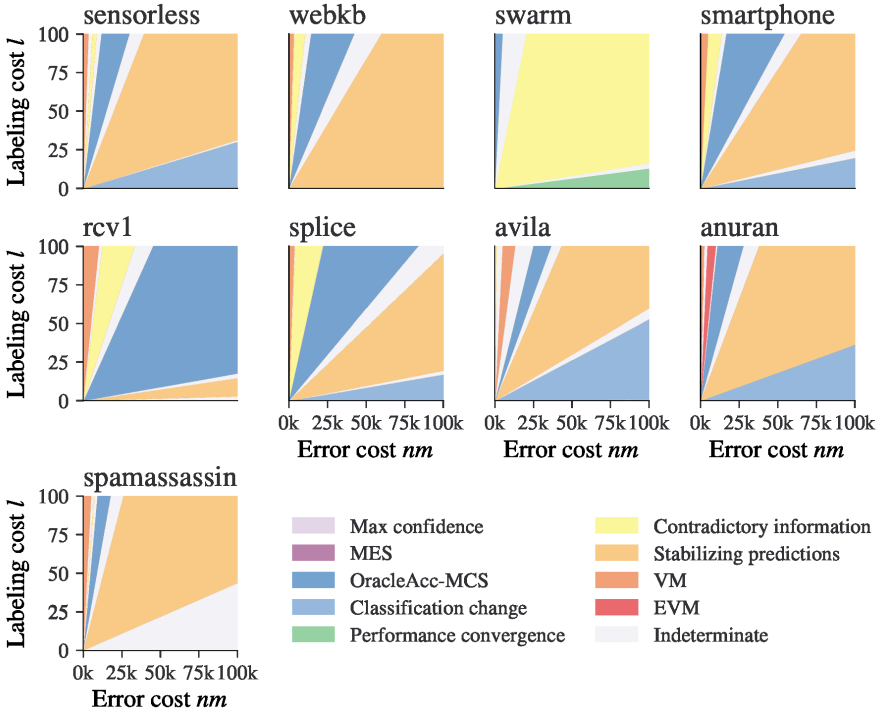 sensorless webkb swarm smartphone
Labeling cost l
100
75
50
25
0
rcv1 splice avila anuran
Labeling cost l
100
75
50
25
0
0k 25k 50k 75k 100k 0k 25k 50k 75k 100k 0k 25k 50k 75k 100k
Error cost nm Error cost nm Error cost nm
spamassassin
Labeling cost l
100
75
50
25
0
0k 25k 50k 75k 100k
Error cost nm
Max confidence
MES
OracleAcc-MCS
Classification change
Performance convergence
Contradictory information
Stabilizing predictions
VM
EVM
Indeterminate